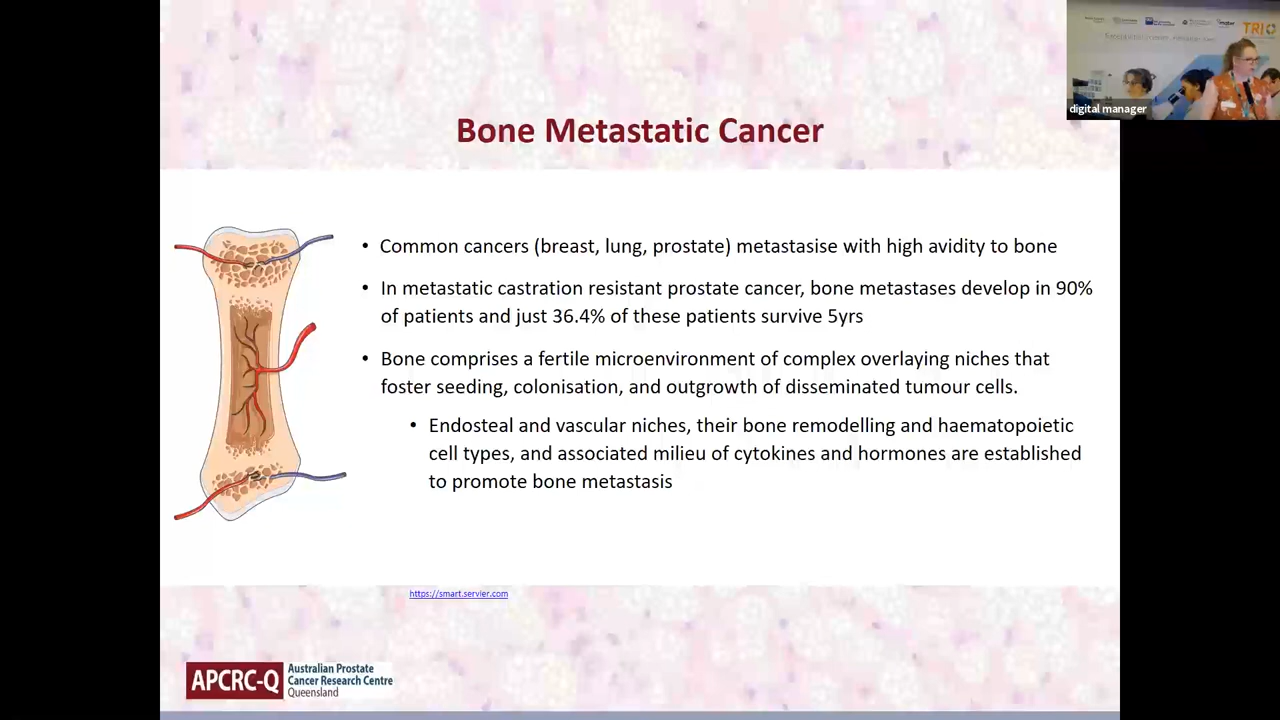 TRI
digital manager
Bone Metastatic Cancer
• Common cancers (breast, lung, prostate) metastasise with high avidity to bone
• In metastatic castration resistant prostate cancer, bone metastases develop in 90%
of patients and just 36.4% of these patients survive 5yrs
• Bone comprises a fertile microenvironment of complex overlaying niches that
foster seeding, colonisation, and outgrowth of disseminated tumour cells.
• Endosteal and vascular niches, their bone remodelling and haematopoietic
cell types, and associated milieu of cytokines and hormones are established
to promote bone metastasis
https://smart.servier.com
APCRC-Q
Australian Prostate
Cancer Research Centre
Queensland